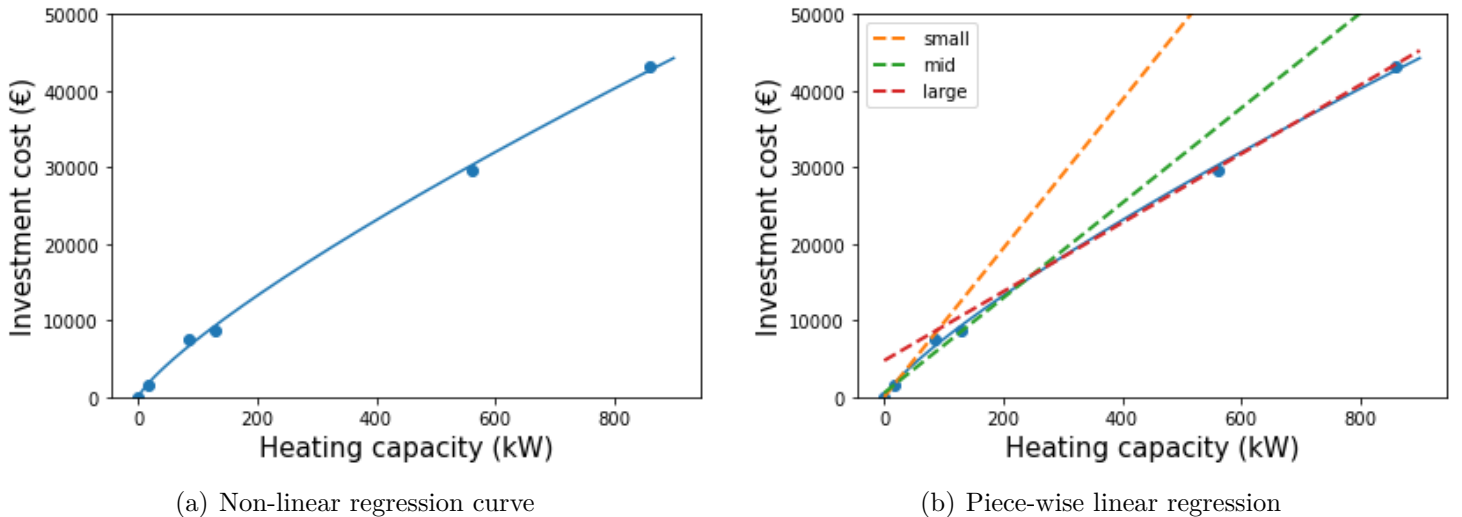 50000
40000
30000
20000
10000
0
Investment cost (€)
0 200 400 600 800
Heating capacity (kW)
(a) Non-linear regression curve
50000
40000
30000
20000
10000
0
Investment cost (€)
small
mid
large
0 200 400 600 800
Heating capacity (kW)
(b) Piece-wise linear regression